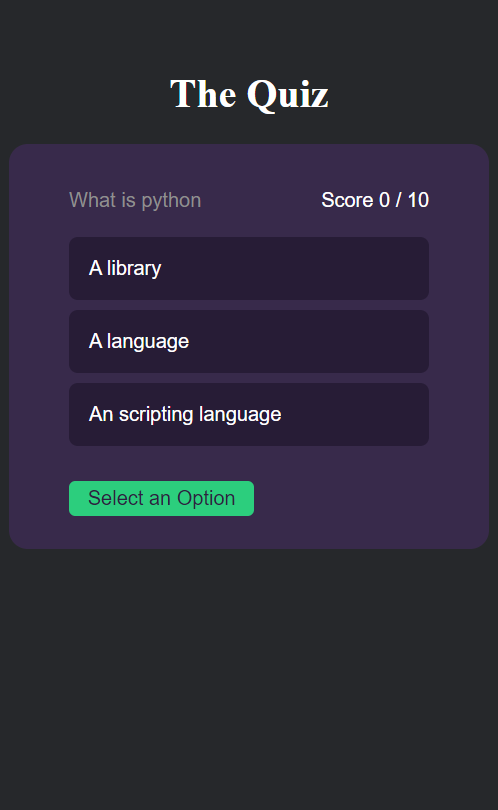 The Quiz
What is python
Score 0 / 10
A library
A language
An scripting language
Select an Option